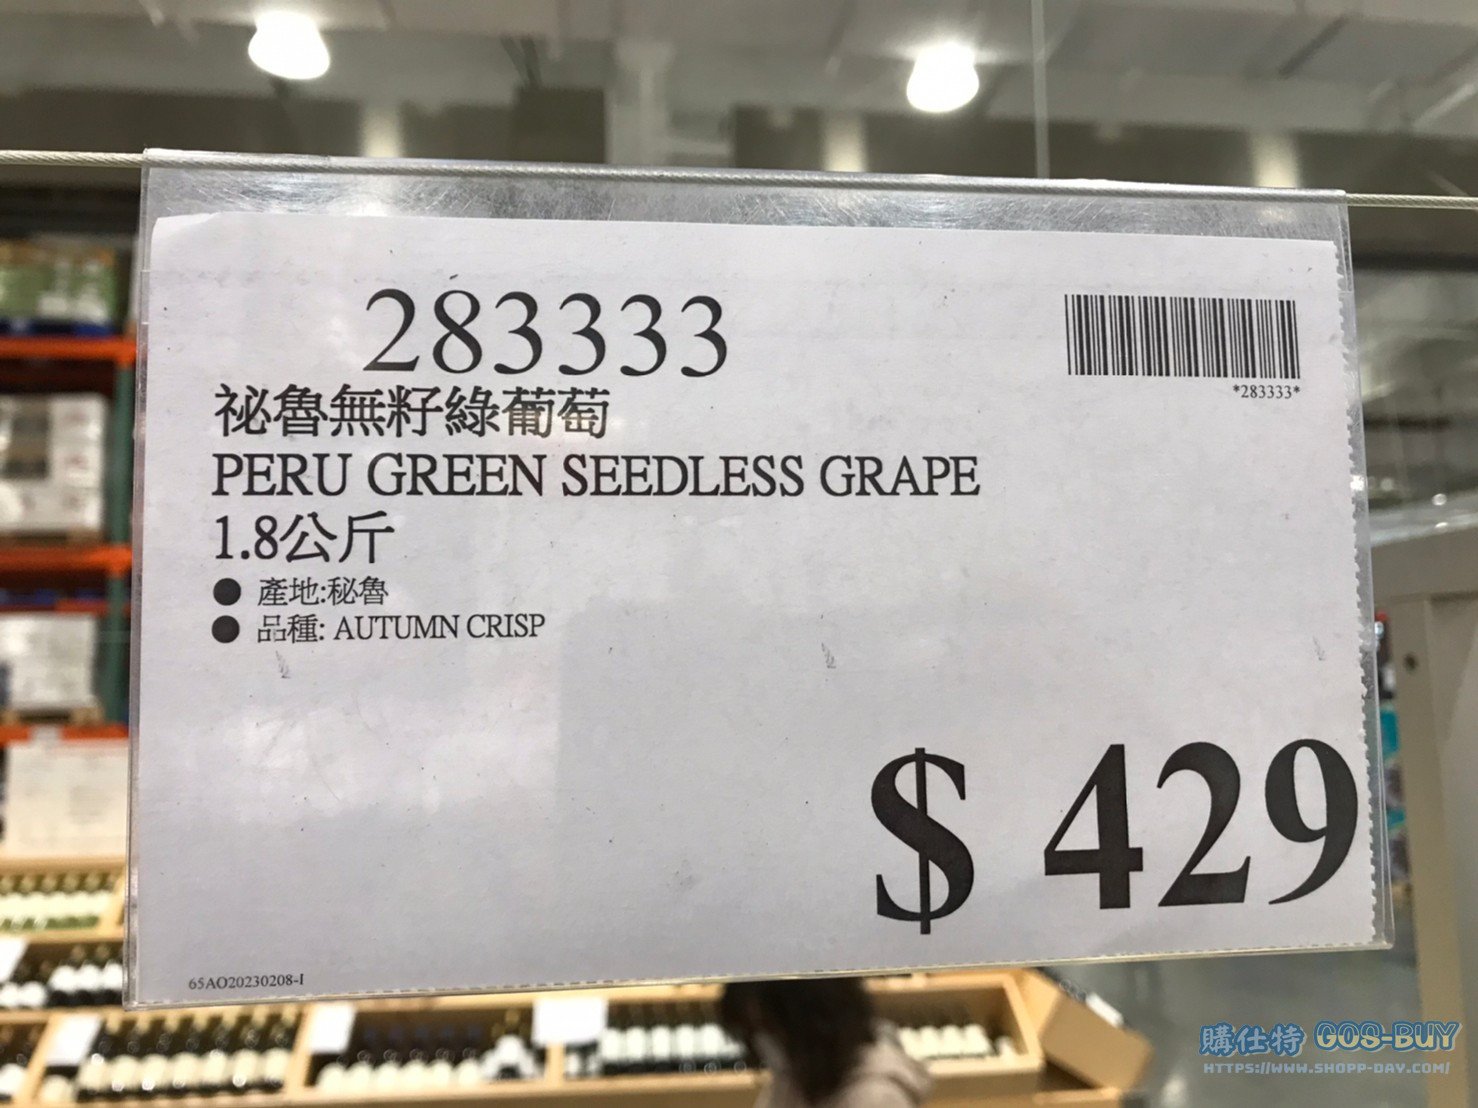 283333
*283333*
祕魯無籽綠葡萄
PERU GREEN SEEDLESS GRAPE
1.8公斤
● 產地:秘魯
● 品種: AUTUMN CRISP
$ 429
65AO20230208-I
購仕特 GOS-BUY
HTTPS://WWW.SHOPP-DAY.COM/